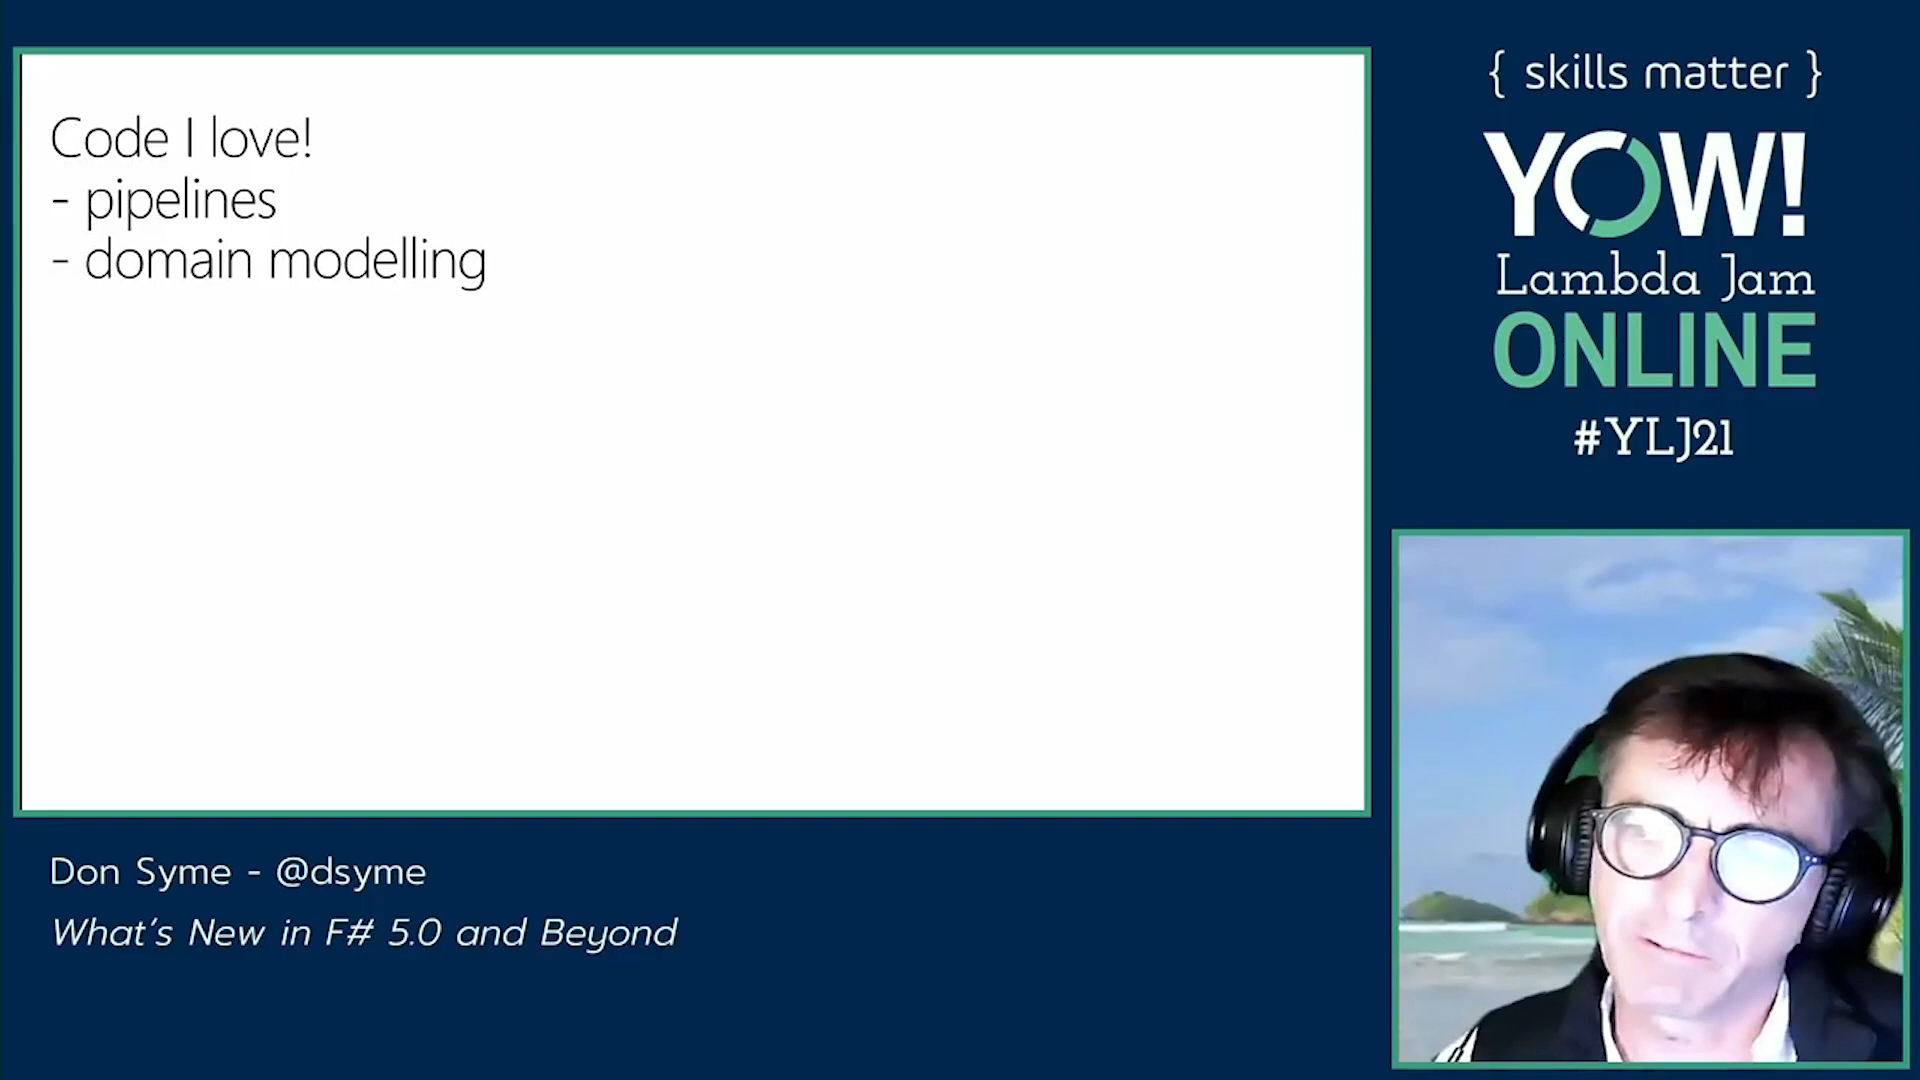 Code I love!
- pipelines
- domain modelling
{ skills matter }
YOW!
Lambda Jam
ONLINE
#YLJ21
Don Syme - @dsyme
What's New in F# 5.0 and Beyond